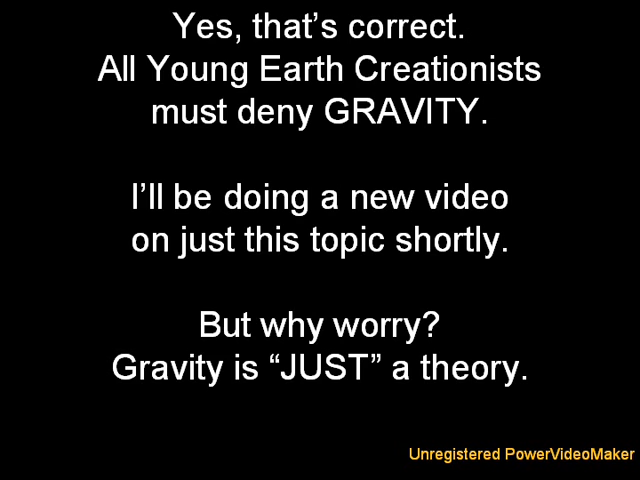 Yes, that’s correct.
All Young Earth Creationists
must deny GRAVITY.
I’ll be doing a new video
on just this topic shortly.
But why worry?
Gravity is “JUST” a theory.
Unregistered PowerVideoMaker